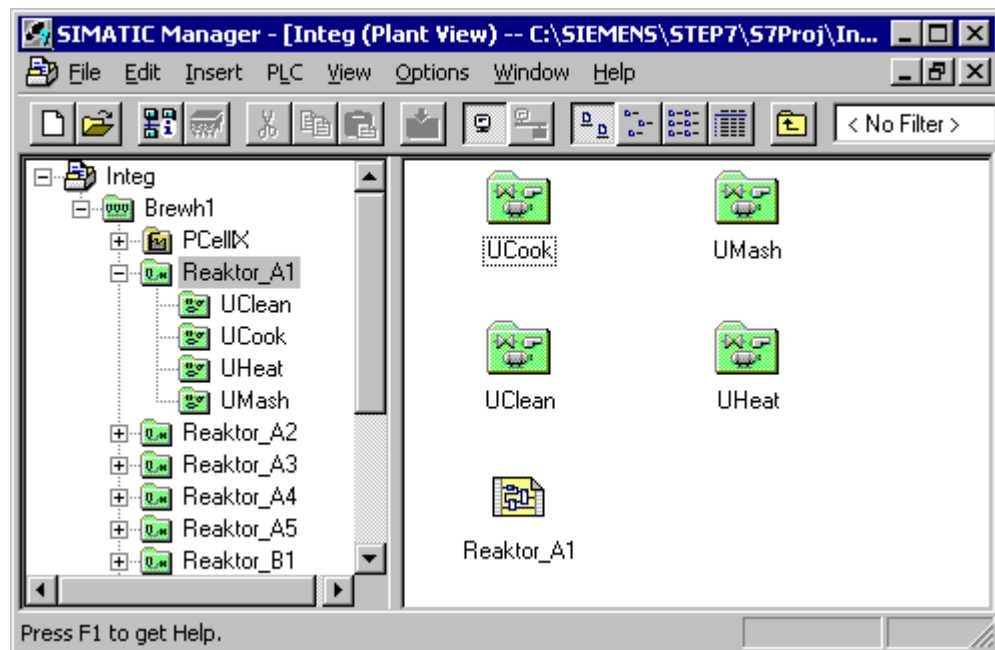 SIMATIC Manager - [Integ (Plant View) -- C:\SIEMENS\STEP7\S7Proj\In...
File Edit Insert PLC View Options Window Help
< No Filter >
Integ
Brewh1
PCellX
Reaktor_A1
UClean
UCook
UHeat
UMash
Reaktor_A2
Reaktor_A3
Reaktor_A4
Reaktor_A5
Reaktor_B1
UCook UMash
UClean UHeat
Reaktor_A1
Press F1 to get Help.